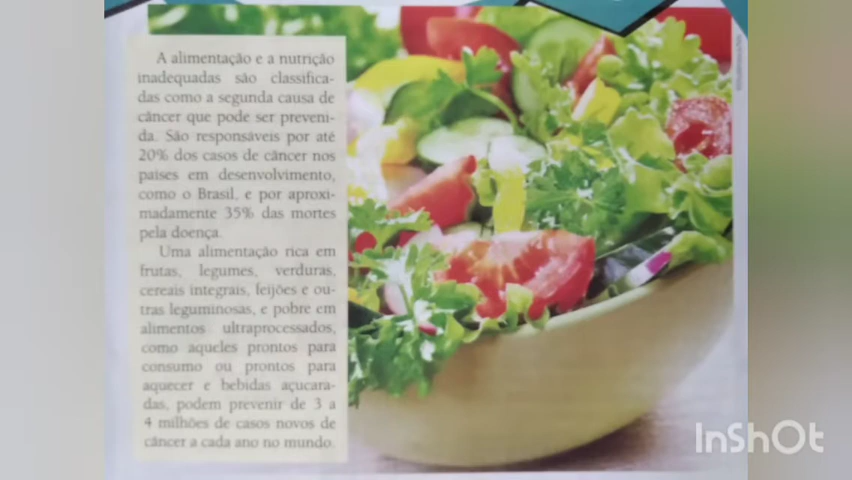 A alimentação e a nutrição
inadequadas são classifica-
das como a segunda causa de
câncer que pode ser preveni-
da. São responsáveis por até
20% dos casos de câncer nos
países em desenvolvimento,
como o Brasil, e por aproxi-
madamente 35% das mortes
pela doença.
Uma alimentação rica em
frutas, legumes, verduras,
cereais integrais, feijões e ou-
tras leguminosas, e pobre em
alimentos ultraprocessados,
como aqueles prontos para
consumo ou prontos para
aquecer e bebidas açucara-
das, podem prevenir de 3 a
4 milhões de casos novos de
câncer a cada ano no mundo.
InShOt